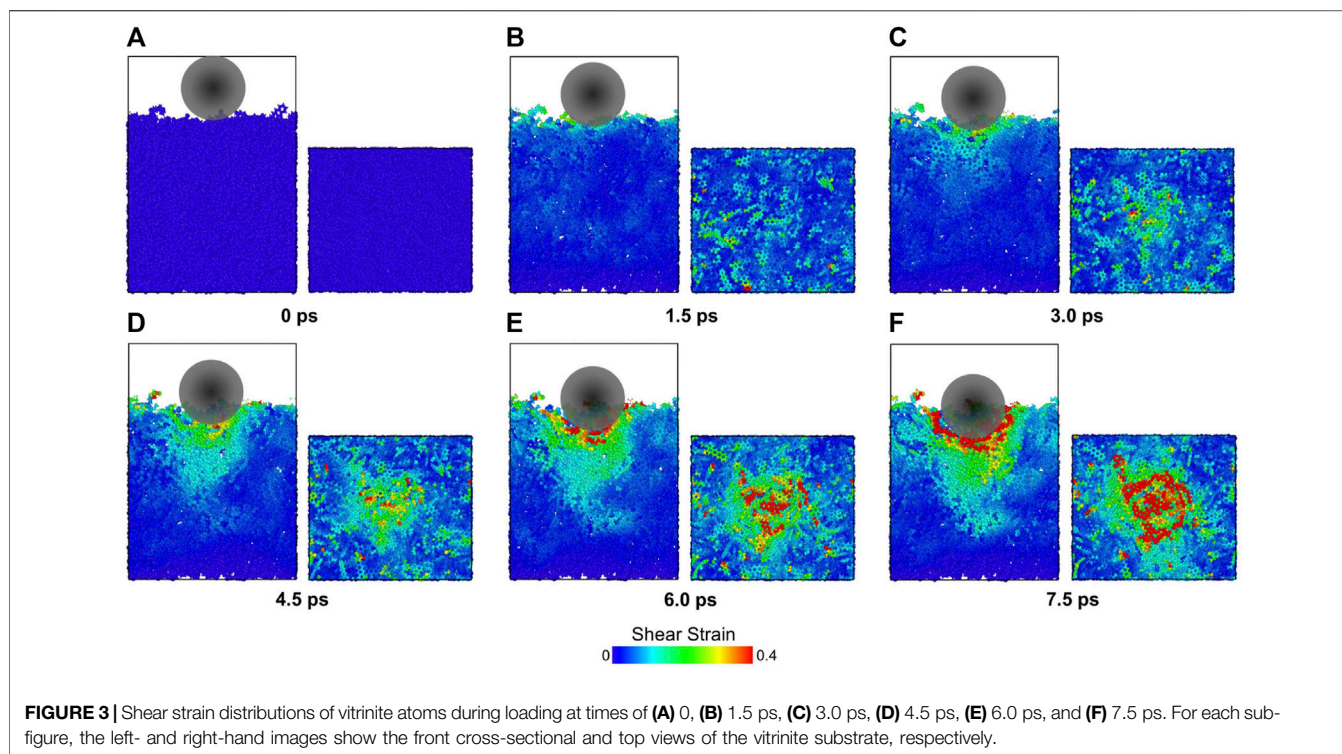 A
B
C
0 ps
1.5 ps
3.0 ps
D
E
F
4.5 ps
6.0 ps
7.5 ps
Shear Strain
0
0.4
FIGURE 3 | Shear strain distributions of vitrinite atoms during loading at times of (A) 0, (B) 1.5 ps, (C) 3.0 ps, (D) 4.5 ps, (E) 6.0 ps, and (F) 7.5 ps. For each sub-
figure, the left- and right-hand images show the front cross-sectional and top views of the vitrinite substrate, respectively.